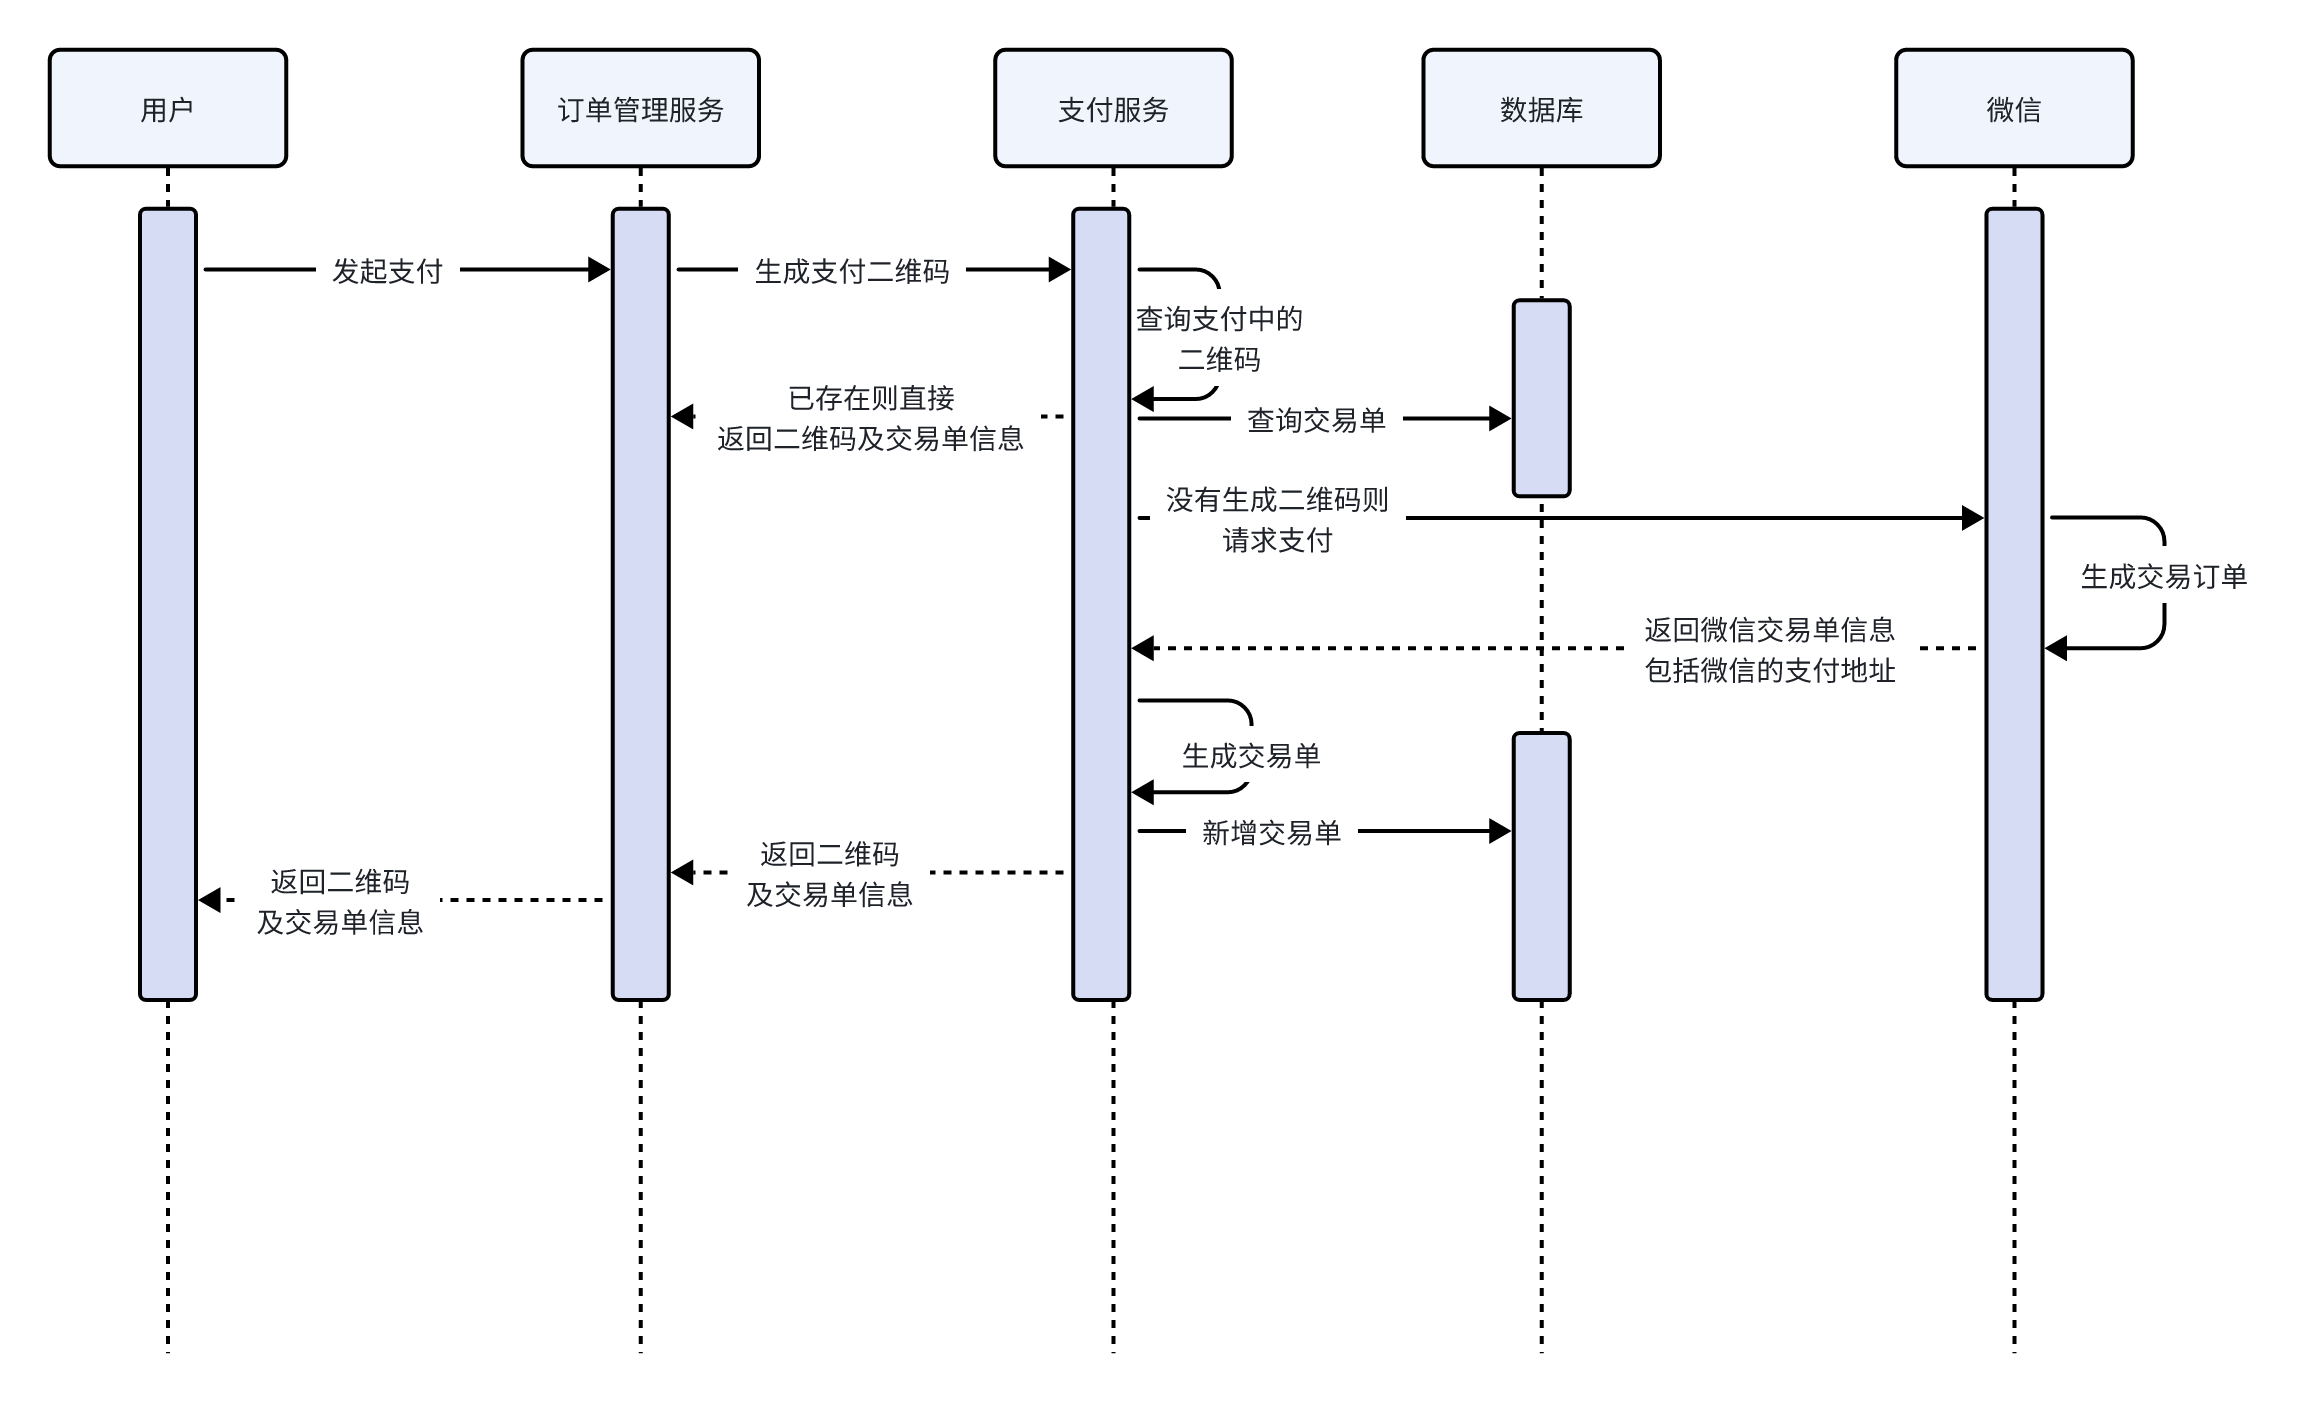 用户
订单管理服务
支付服务
数据库
微信
发起支付
生成支付二维码
查询支付中的
二维码
已存在则直接
返回二维码及交易单信息
查询交易单
没有生成二维码则
请求支付
生成交易订单
返回微信交易单信息
包括微信的支付地址
生成交易单
新增交易单
返回二维码
及交易单信息
返回二维码
及交易单信息